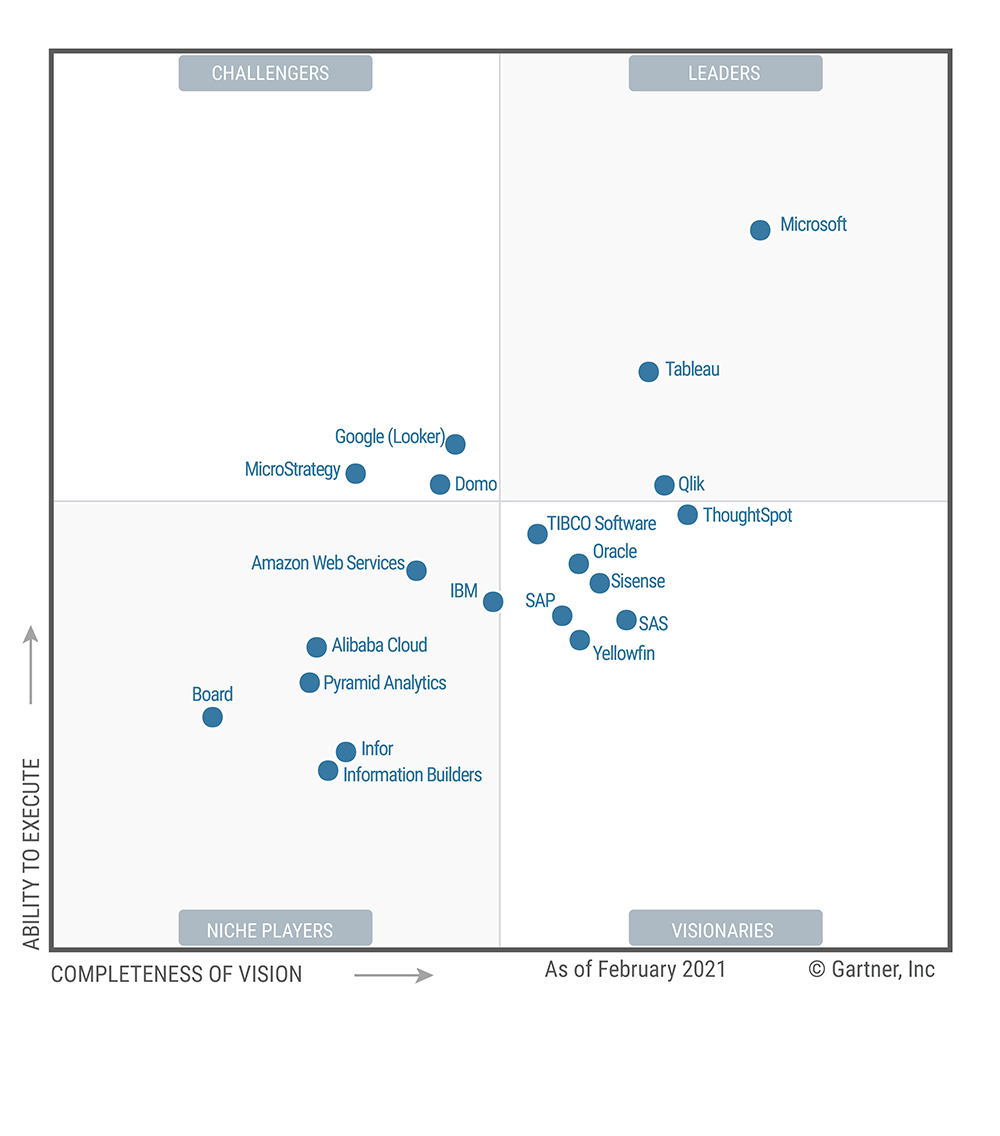 CHALLENGERS
LEADERS
Microsoft
Tableau
Google (Looker)
MicroStrategy
Domo
Qlik
ThoughtSpot
TIBCO Software
Oracle
Amazon Web Services
Sisense
IBM
SAP
SAS
Alibaba Cloud
Yellowfin
Pyramid Analytics
Board
Infor
Information Builders
ABILITY TO EXECUTE
NICHE PLAYERS
VISIONARIES
COMPLETENESS OF VISION
As of February 2021
© Gartner, Inc